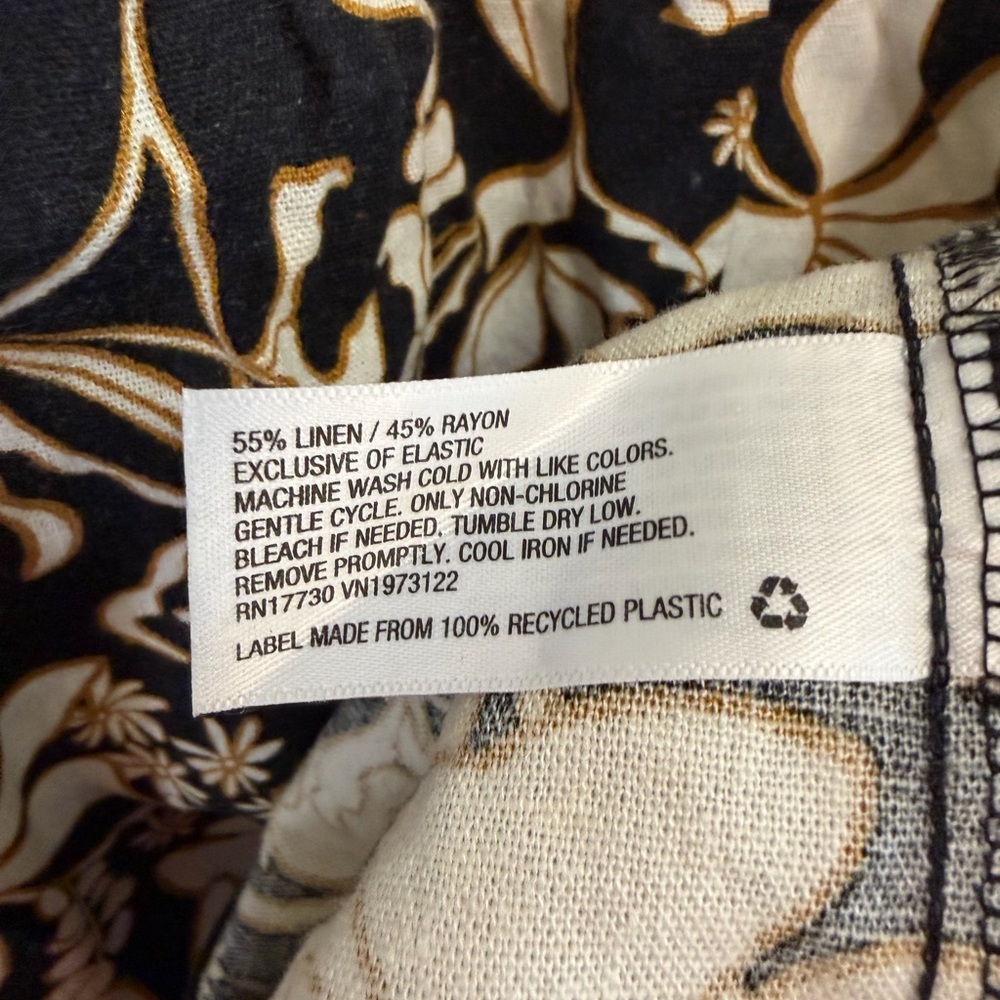 55% LINEN / 45% RAYON
EXCLUSIVE OF ELASTIC
MACHINE WASH COLD WITH LIKE COLORS.
GENTLE CYCLE. ONLY NON-CHLORINE
BLEACH IF NEEDED. TUMBLE DRY LOW.
REMOVE PROMPTLY. COOL IRON IF NEEDED.
RN17730 VN1973122
LABEL MADE FROM 100% RECYCLED PLASTIC